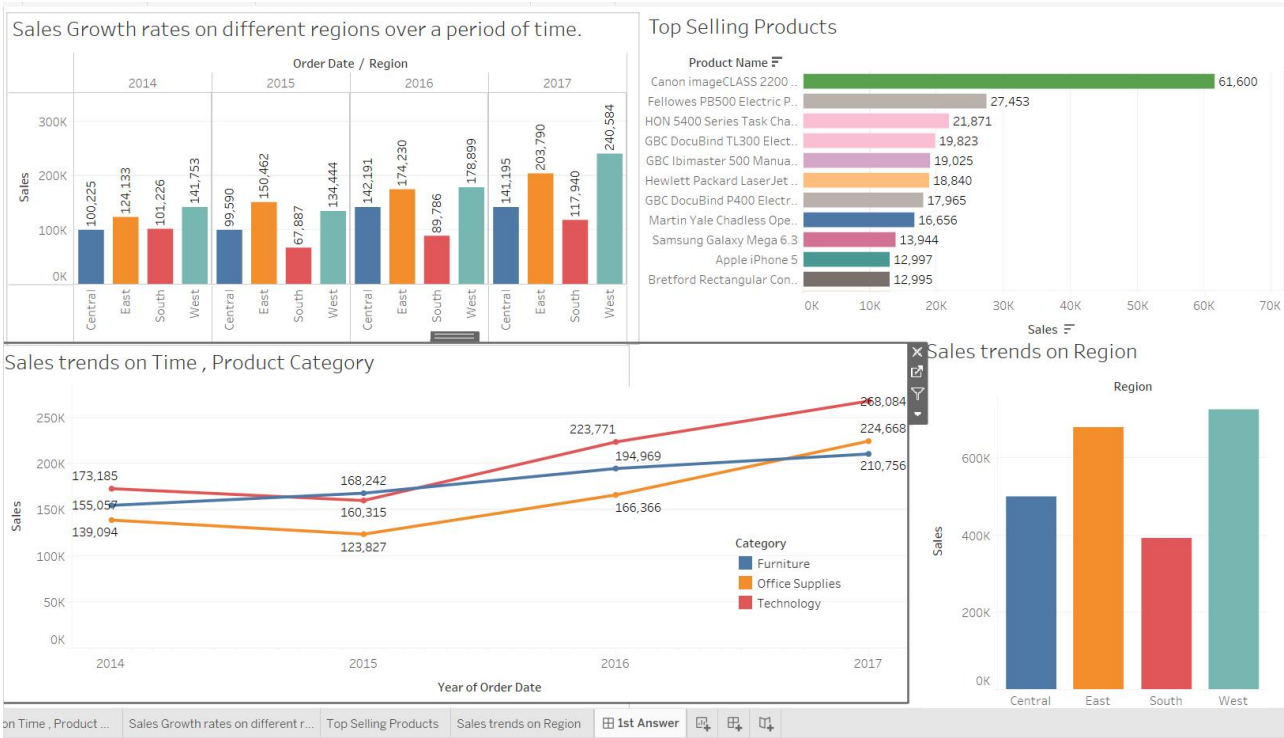 Sales Growth rates on different regions over a period of time.
Order Date / Region
2014 2015 2016 2017
Sales
300K
200K
100K
0K
100,225
124,133
101,226
141,753
99,590
150,462
67,887
134,444
142,191
174,230
89,786
178,899
141,195
203,790
117,940
240,584
Central East South West Central East South West Central East South West Central East South West
Top Selling Products
Product Name
Canon imageCLASS 2200 .. 61,600
Fellowes PB500 Electric P.. 27,453
HON 5400 Series Task Cha.. 21,871
GBC DocuBind TL300 Elect.. 19,823
GBC Ibimaster 500 Manua.. 19,025
Hewlett Packard LaserJet .. 18,840
GBC DocuBind P400 Electr.. 17,965
Martin Yale Chadless Ope.. 16,656
Samsung Galaxy Mega 6.3 13,944
Apple iPhone 5 12,997
Bretford Rectangular Con.. 12,995
0K 10K 20K 30K 40K 50K 60K 70K
Sales
Sales trends on Time , Product Category
Sales
250K
200K
150K
100K
50K
0K
173,185
155,057
139,094
168,242
160,315
123,827
223,771
194,969
166,366
268,084
224,668
210,756
Category
Furniture
Office Supplies
Technology
2014 2015 2016 2017
Year of Order Date
Sales trends on Region
Region
Sales
600K
400K
200K
0K
Central East South West
on Time , Product ... Sales Growth rates on different r... Top Selling Products Sales trends on Region 1st Answer